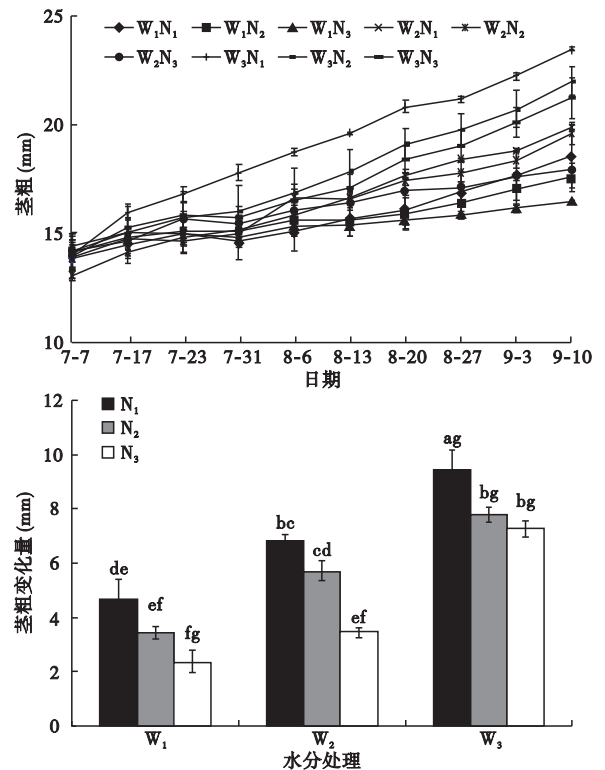 25
W₁N₁ W₁N₂ W₁N₃ W₂N₁ W₂N₂
W₂N₃ W₃N₁ W₃N₂ W₃N₃
20
茎粗 (mm)
15
10
7-7 7-17 7-23 7-31 8-6 8-13 8-20 8-27 9-3 9-10
日期
12
N₁
N₂
N₃
10
8
6
4
2
0
茎粗变化量 (mm)
de ef fg bc cd ef ag bg bg
W₁ W₂ W₃
水分处理